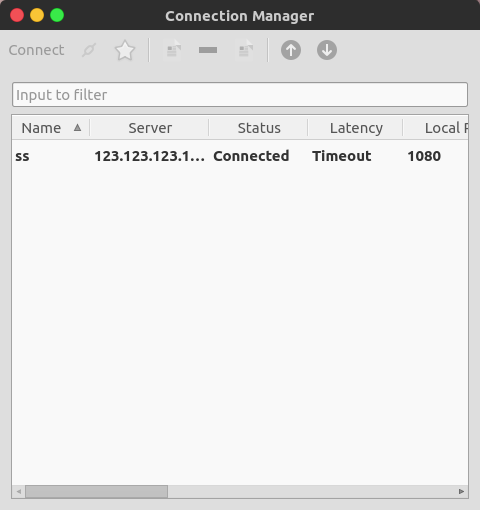 Connection Manager
Connect
Input to filter
Name Server Status Latency Local P
ss 123.123.123.1... Connected Timeout 1080